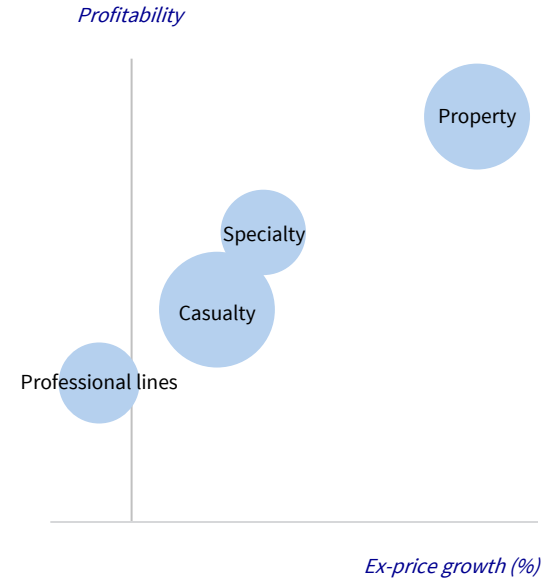 Profitability
Property
Specialty
Casualty
Professional lines
Ex-price growth (%)